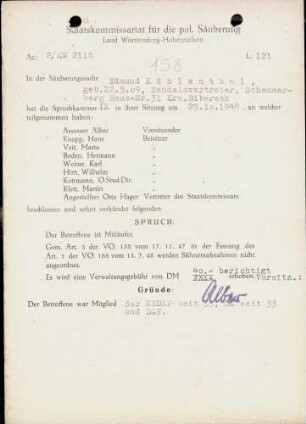 Staatskommissariat für die pol. Säuberung
Land Württemberg-Hohenzollern
Az: 2/KW 2118 L: 121
158
In der Säuberungssache Edmund Kühlenthal,
geb.22.5.09, Handelsvertreter, Schemmer-
berg Haus-Nr.31 Krs.Biberach
hat die Spruchkammer IX in ihrer Sitzung am 29.10.1948, an welcher
teilgenommen haben:
Assessor Alber Vorsitzender
Knapp, Hans Beisitzer
Veit, Marta "
Beden, Hermann "
Weiner, Karl "
Hirn, Wilhelm "
Kottmann, O.Stud.Dir. "
Klett, Martin "
Angestellter Otto Hager Vertreter des Staatskommissars
beschlossen und sofort verkündet folgenden
SPRUCH.
Der Betroffene ist Mitläufer.
Gem. Art. 3 der VO. 133 vom 17. 11. 47 in der Fassung des
Art. 1 der VO. 165 vom 13. 7. 48 werden Sühnemaßnahmen nicht
angeordnet.
40.- berichtigt
Es wird eine Verwaltungsgebühr von DM XXXX erhoben. Vorsitz.:
Alber
Gründe:
Der Betroffene war Mitglied der NSDAP seit 33, SA seit 33
und DAF.